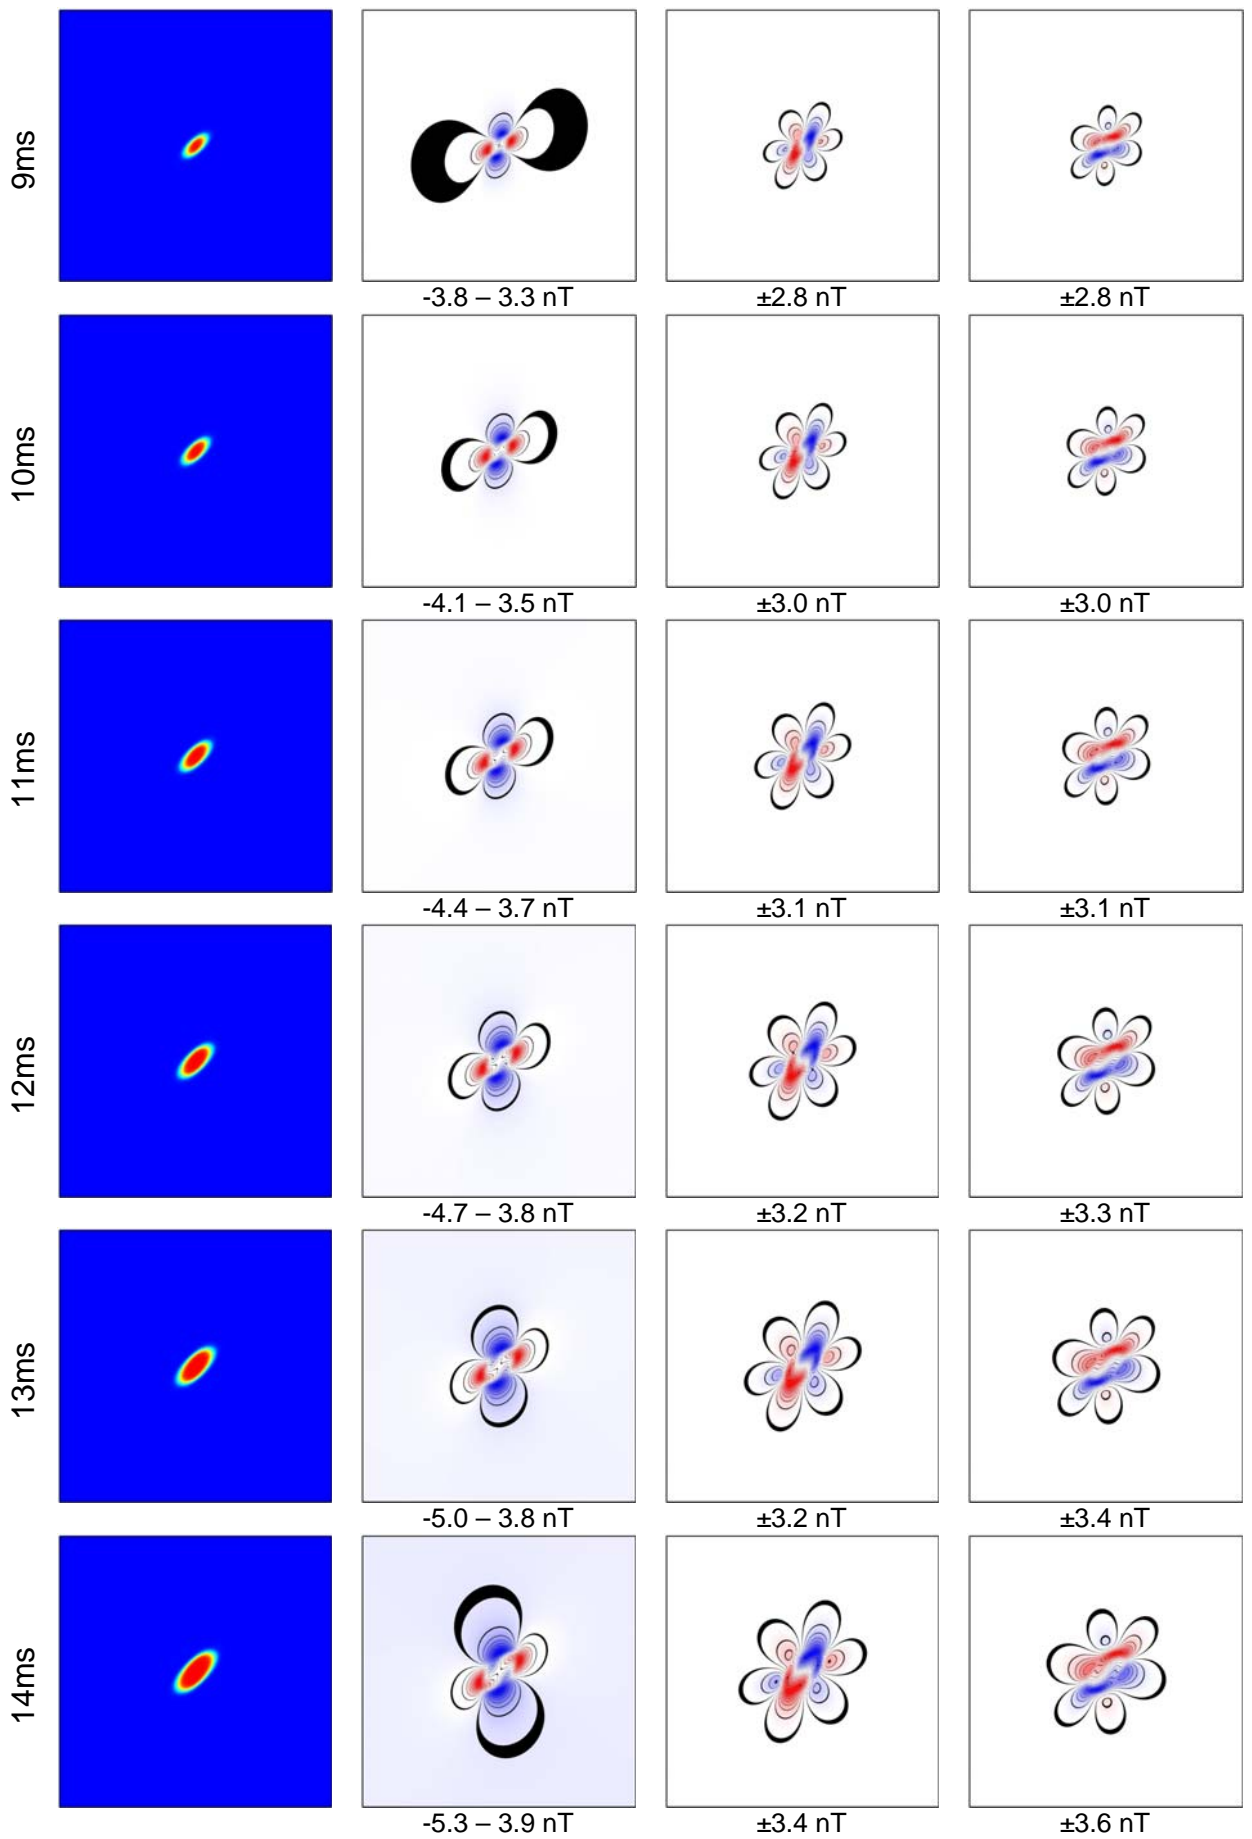 9ms
-3.8 – 3.3 nT
±2.8 nT
±2.8 nT
10ms
-4.1 – 3.5 nT
±3.0 nT
±3.0 nT
11ms
-4.4 – 3.7 nT
±3.1 nT
±3.1 nT
12ms
-4.7 – 3.8 nT
±3.2 nT
±3.3 nT
13ms
-5.0 – 3.8 nT
±3.2 nT
±3.4 nT
14ms
-5.3 – 3.9 nT
±3.4 nT
±3.6 nT